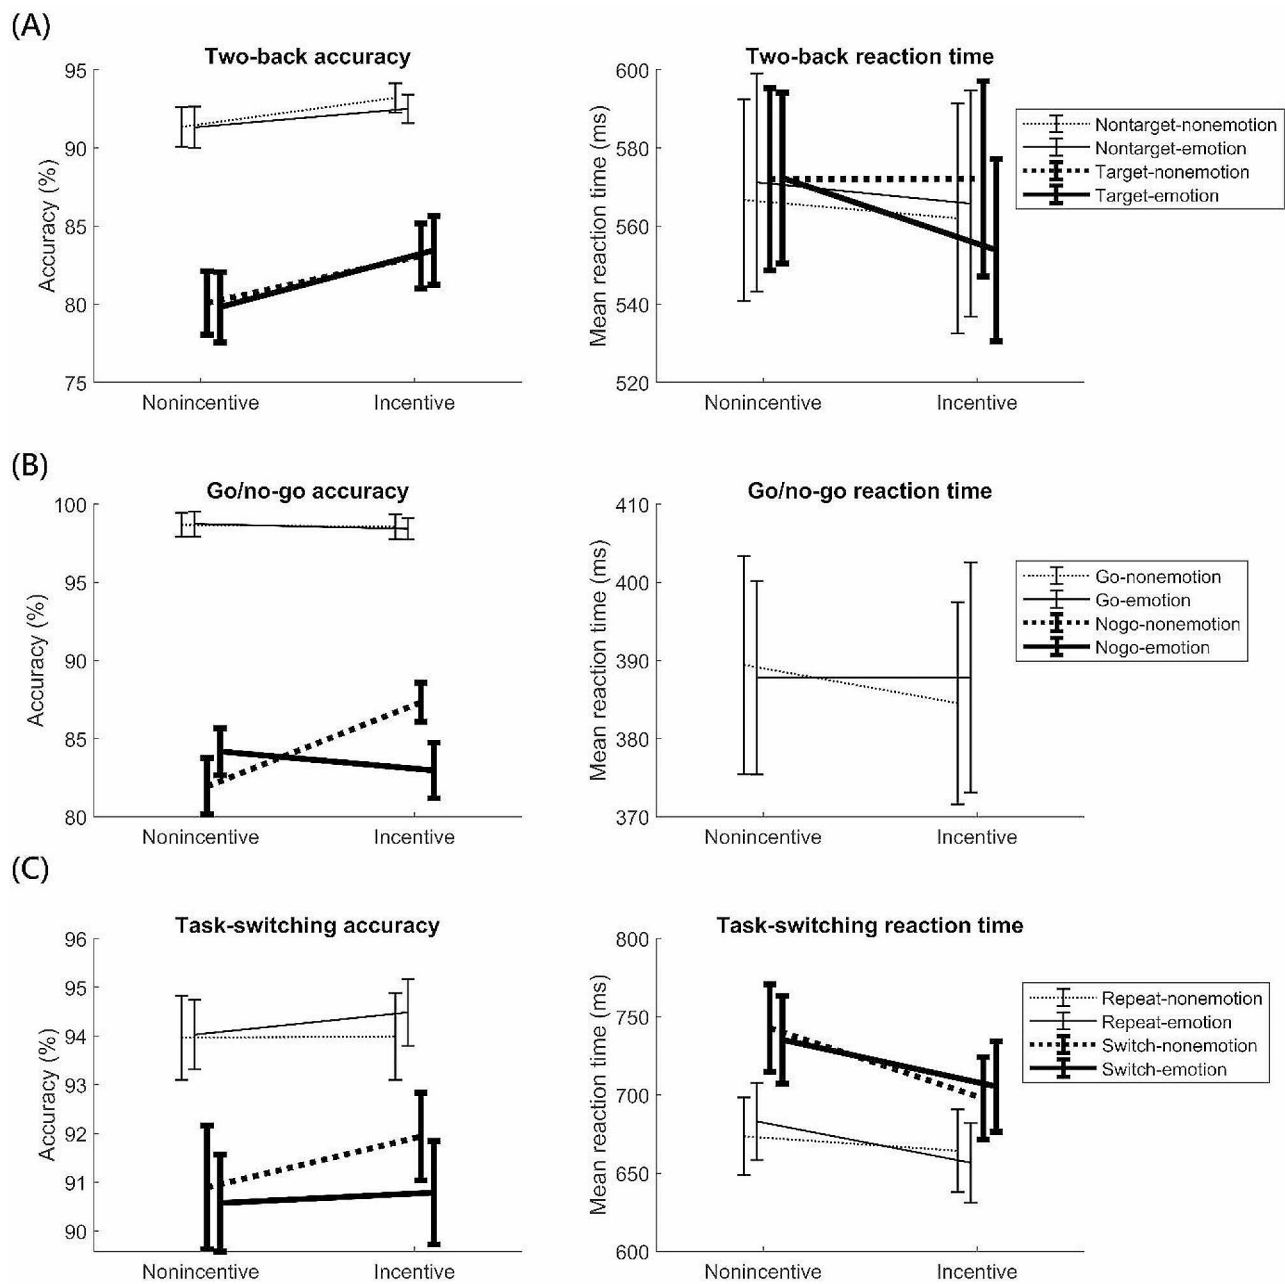 (A)
Two-back accuracy
95
90
85
80
75
Accuracy (%)
Nonincentive
Incentive
Two-back reaction time
600
580
560
540
520
Mean reaction time (ms)
Nonincentive
Incentive
Nontarget-nonemotion
Nontarget-emotion
Target-nonemotion
Target-emotion
(B)
Go/no-go accuracy
100
95
90
85
80
Accuracy (%)
Nonincentive
Incentive
Go/no-go reaction time
410
400
390
380
370
Mean reaction time (ms)
Nonincentive
Incentive
Go-nonemotion
Go-emotion
Nogo-nonemotion
Nogo-emotion
(C)
Task-switching accuracy
96
95
94
93
92
91
90
Accuracy (%)
Nonincentive
Incentive
Task-switching reaction time
800
750
700
650
600
Mean reaction time (ms)
Nonincentive
Incentive
Repeat-nonemotion
Repeat-emotion
Switch-nonemotion
Switch-emotion